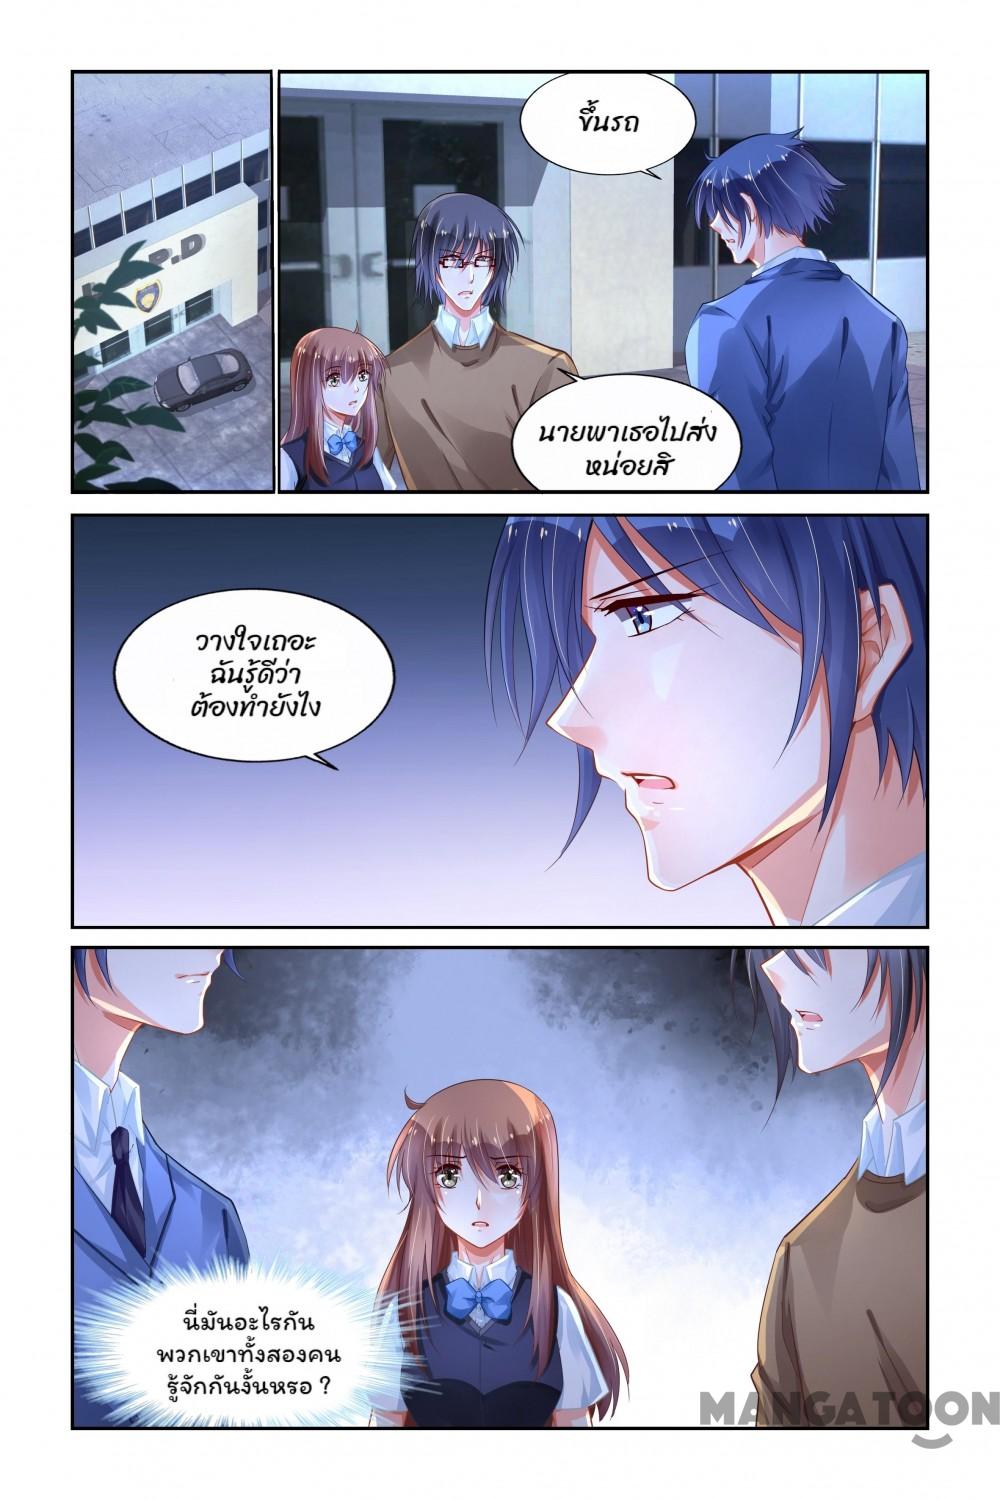 P.D
ขึ้นรถ
นายพาเธอไปส่ง
หน่อยสิ
วางใจเถอะ
ฉันรู้ดีว่า
ต้องทำยังไง
นี่มันอะไรกัน
พวกเขาทั้งสองคน
รู้จักกันงั้นหรอ ?
MANGATOON